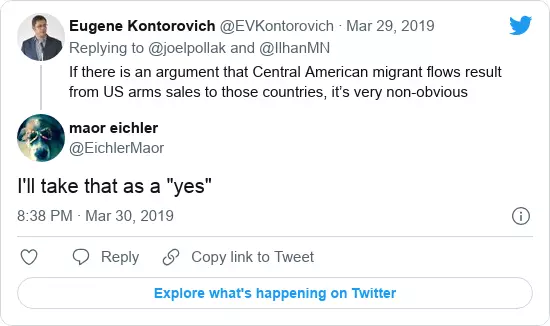 Eugene Kontorovich @EVKontorovich · Mar 29, 2019
Replying to @joelpollak and @IlhanMN
If there is an argument that Central American migrant flows result
from US arms sales to those countries, it’s very non-obvious
maor eichler
@EichlerMaor
I'll take that as a "yes"
8:38 PM · Mar 30, 2019
Reply
Copy link to Tweet
Explore what's happening on Twitter